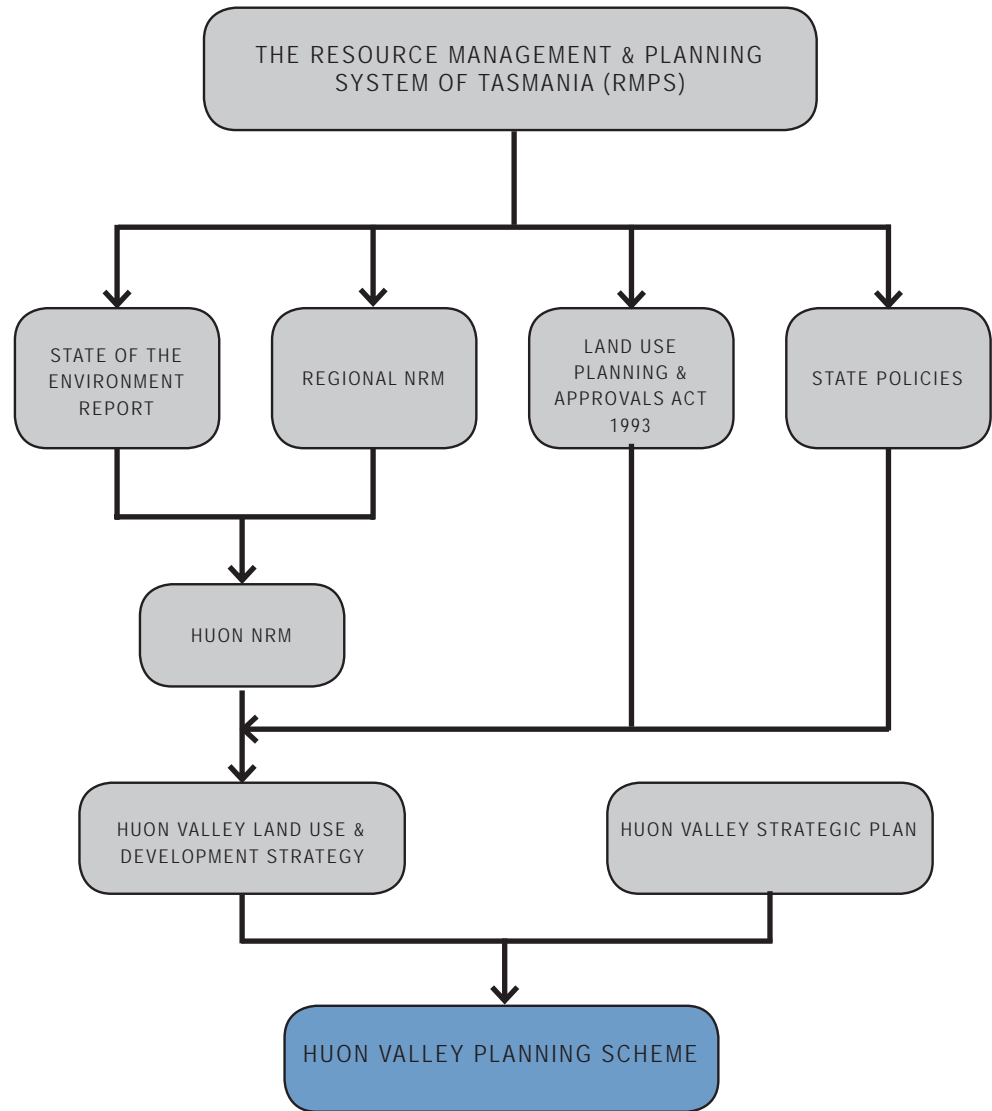 THE RESOURCE MANAGEMENT & PLANNING
SYSTEM OF TASMANIA (RMPS)
STATE OF THE
ENVIRONMENT
REPORT
REGIONAL NRM
LAND USE
PLANNING &
APPROVALS ACT
1993
STATE POLICIES
HUON NRM
HUON VALLEY LAND USE &
DEVELOPMENT STRATEGY
HUON VALLEY STRATEGIC PLAN
HUON VALLEY PLANNING SCHEME